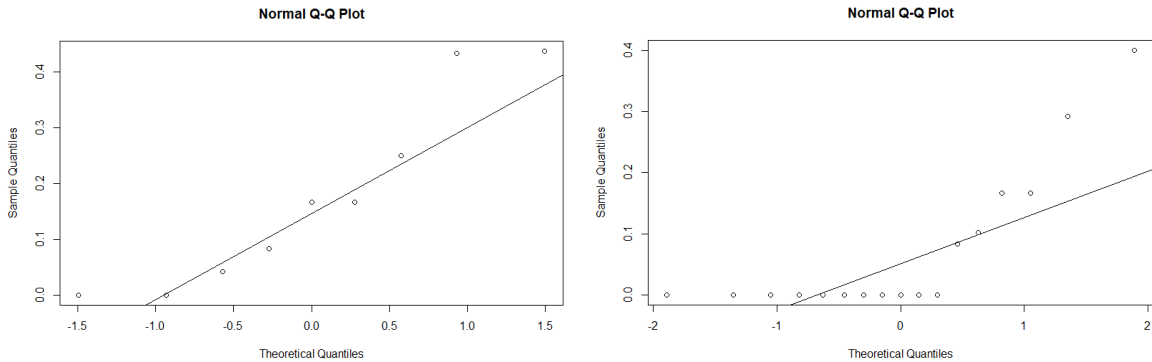 Normal Q-Q Plot
Sample Quantiles
0.0 0.1 0.2 0.3 0.4
-1.5 -1.0 -0.5 0.0 0.5 1.0 1.5
Theoretical Quantiles
Normal Q-Q Plot
Sample Quantiles
0.0 0.1 0.2 0.3 0.4
-2 -1 0 1 2
Theoretical Quantiles